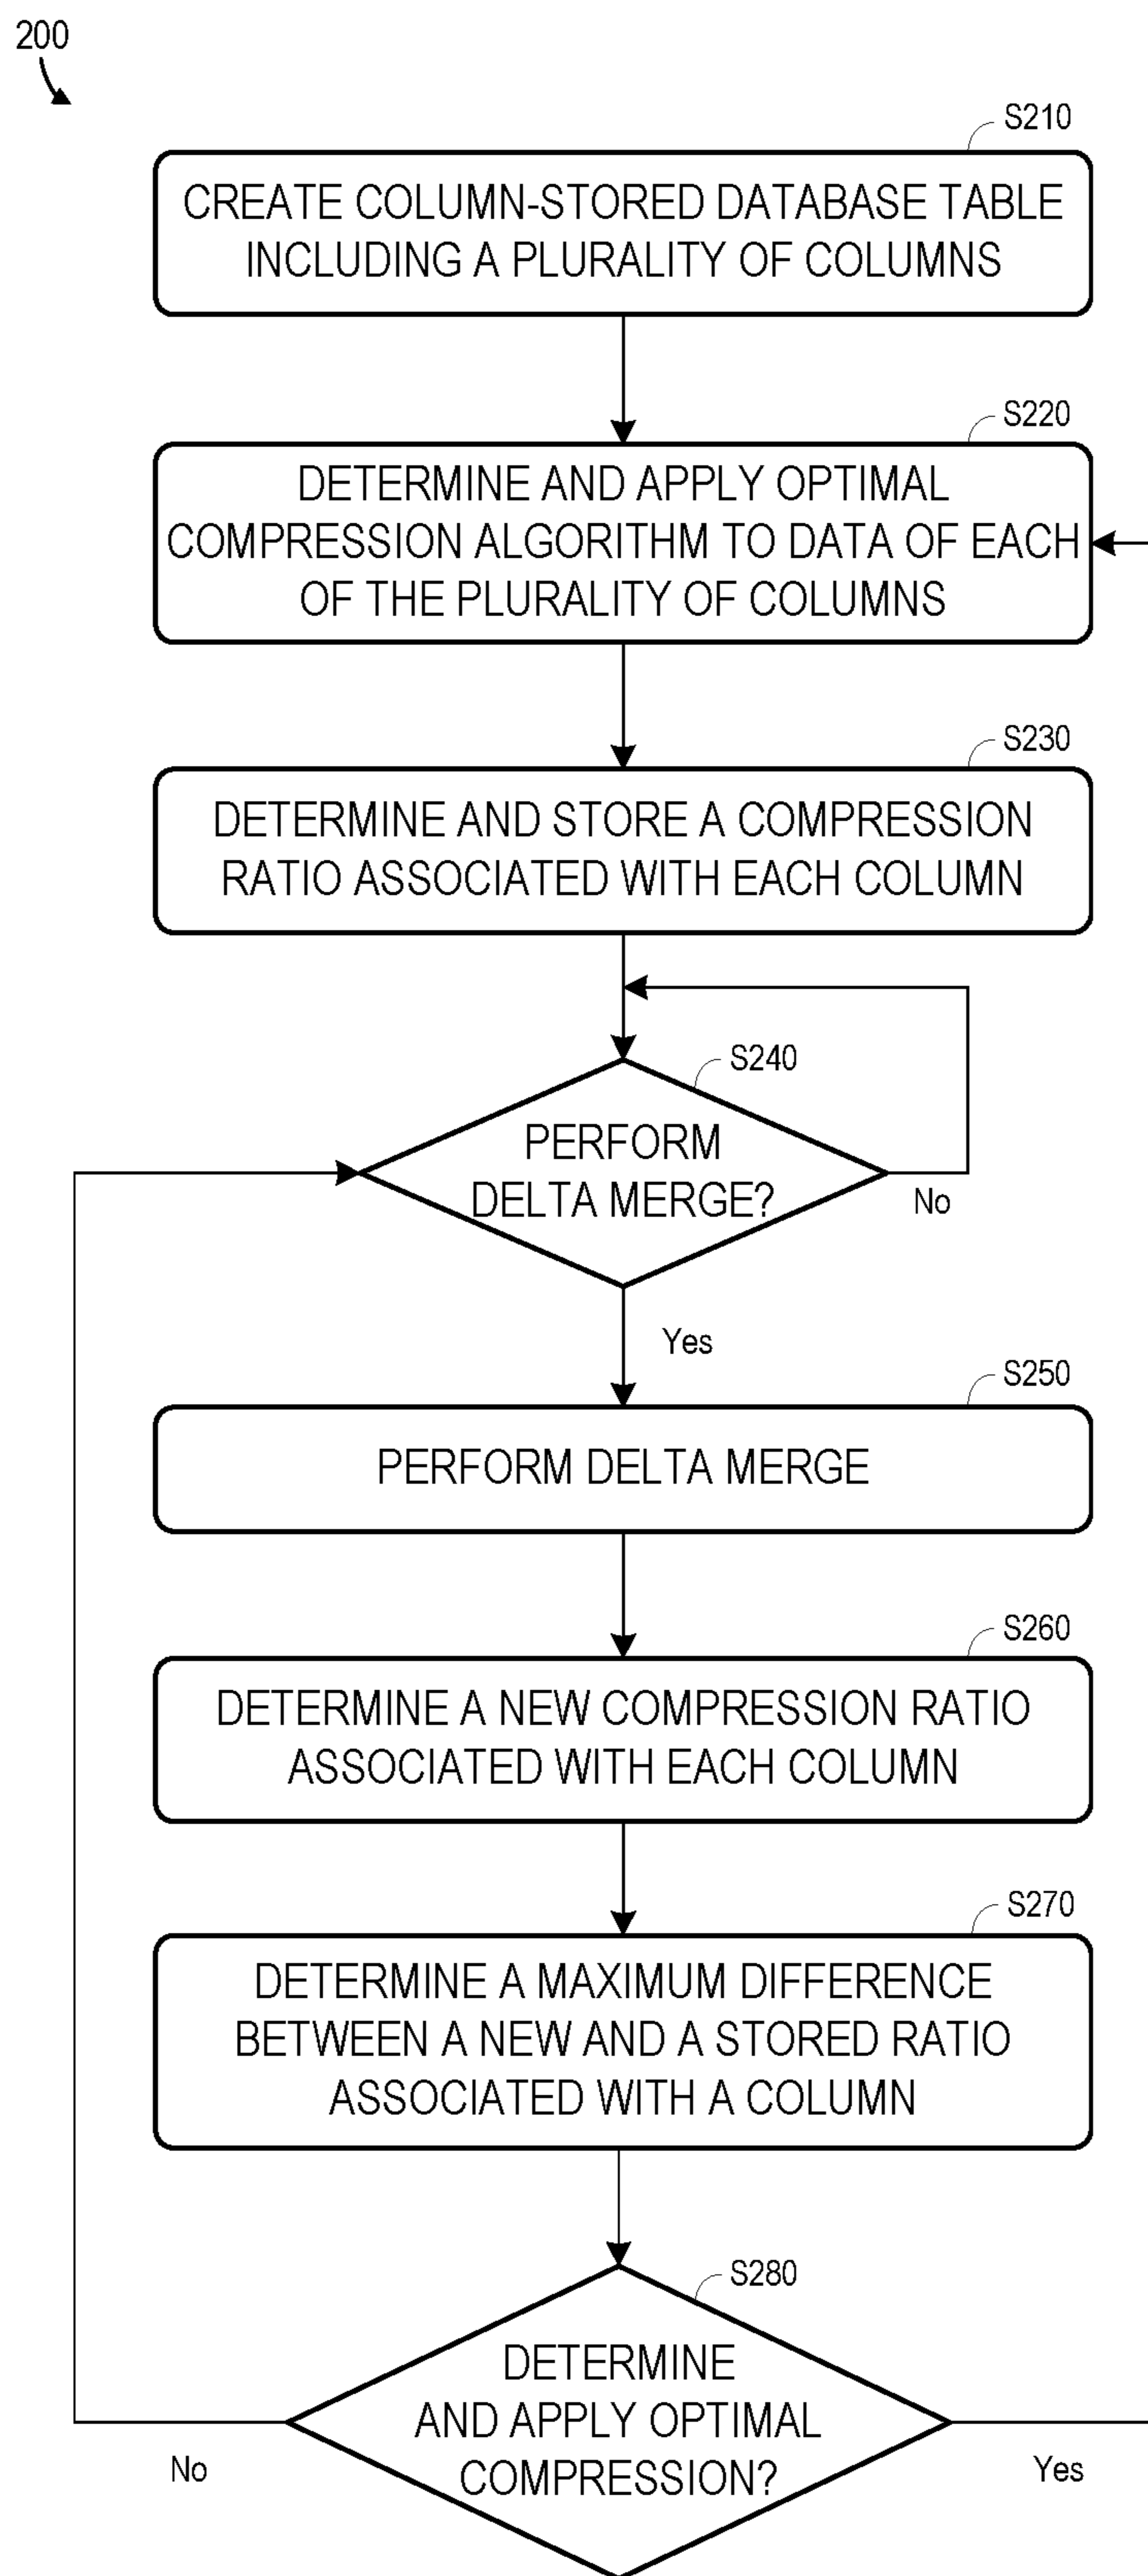 200
S210
CREATE COLUMN-STORED DATABASE TABLE
INCLUDING A PLURALITY OF COLUMNS
S220
DETERMINE AND APPLY OPTIMAL
COMPRESSION ALGORITHM TO DATA OF EACH
OF THE PLURALITY OF COLUMNS
S230
DETERMINE AND STORE A COMPRESSION
RATIO ASSOCIATED WITH EACH COLUMN
S240
PERFORM
DELTA MERGE?
No
Yes
S250
PERFORM DELTA MERGE
S260
DETERMINE A NEW COMPRESSION RATIO
ASSOCIATED WITH EACH COLUMN
S270
DETERMINE A MAXIMUM DIFFERENCE
BETWEEN A NEW AND A STORED RATIO
ASSOCIATED WITH A COLUMN
S280
DETERMINE
AND APPLY OPTIMAL
COMPRESSION?
No
Yes